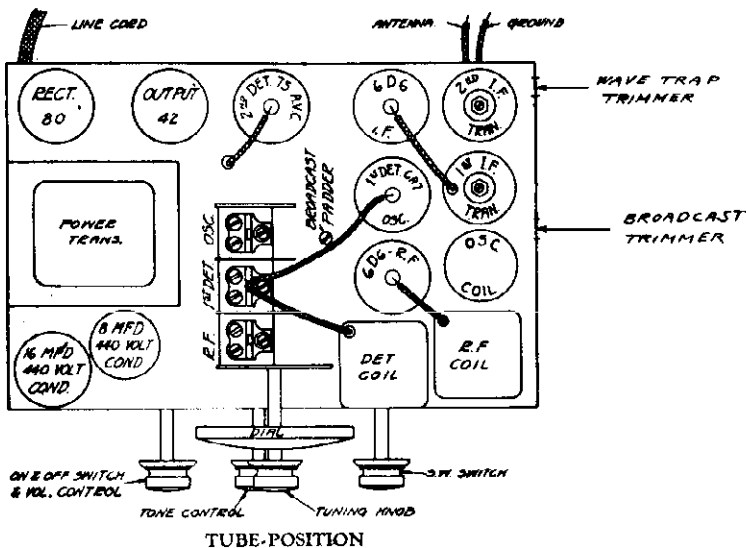 LINE CORD
ANTENNA
GROUND
RECT.
80
OUTPUT
42
2ND DET. 75 AVC
6D6
I.F.
2ND I.F.
TRAN.
WAVE TRAP
TRIMMER
1ST DET. 6A7
OSC.
1ST I.F.
TRAN.
POWER
TRANS.
BROADCAST
PADDER
OSC
1ST DET
R.F.
BROADCAST
TRIMMER
OSC
COIL
6D6-R.F
8 MFD
440 VOLT
COND
16 MFD
440 VOLT
COND.
DET
COIL
R.F
COIL
DIAL
ON & OFF SWITCH
& VOL. CONTROL
S.W. SWITCH
TONE CONTROL
TUNING KNOB
TUBE-POSITION